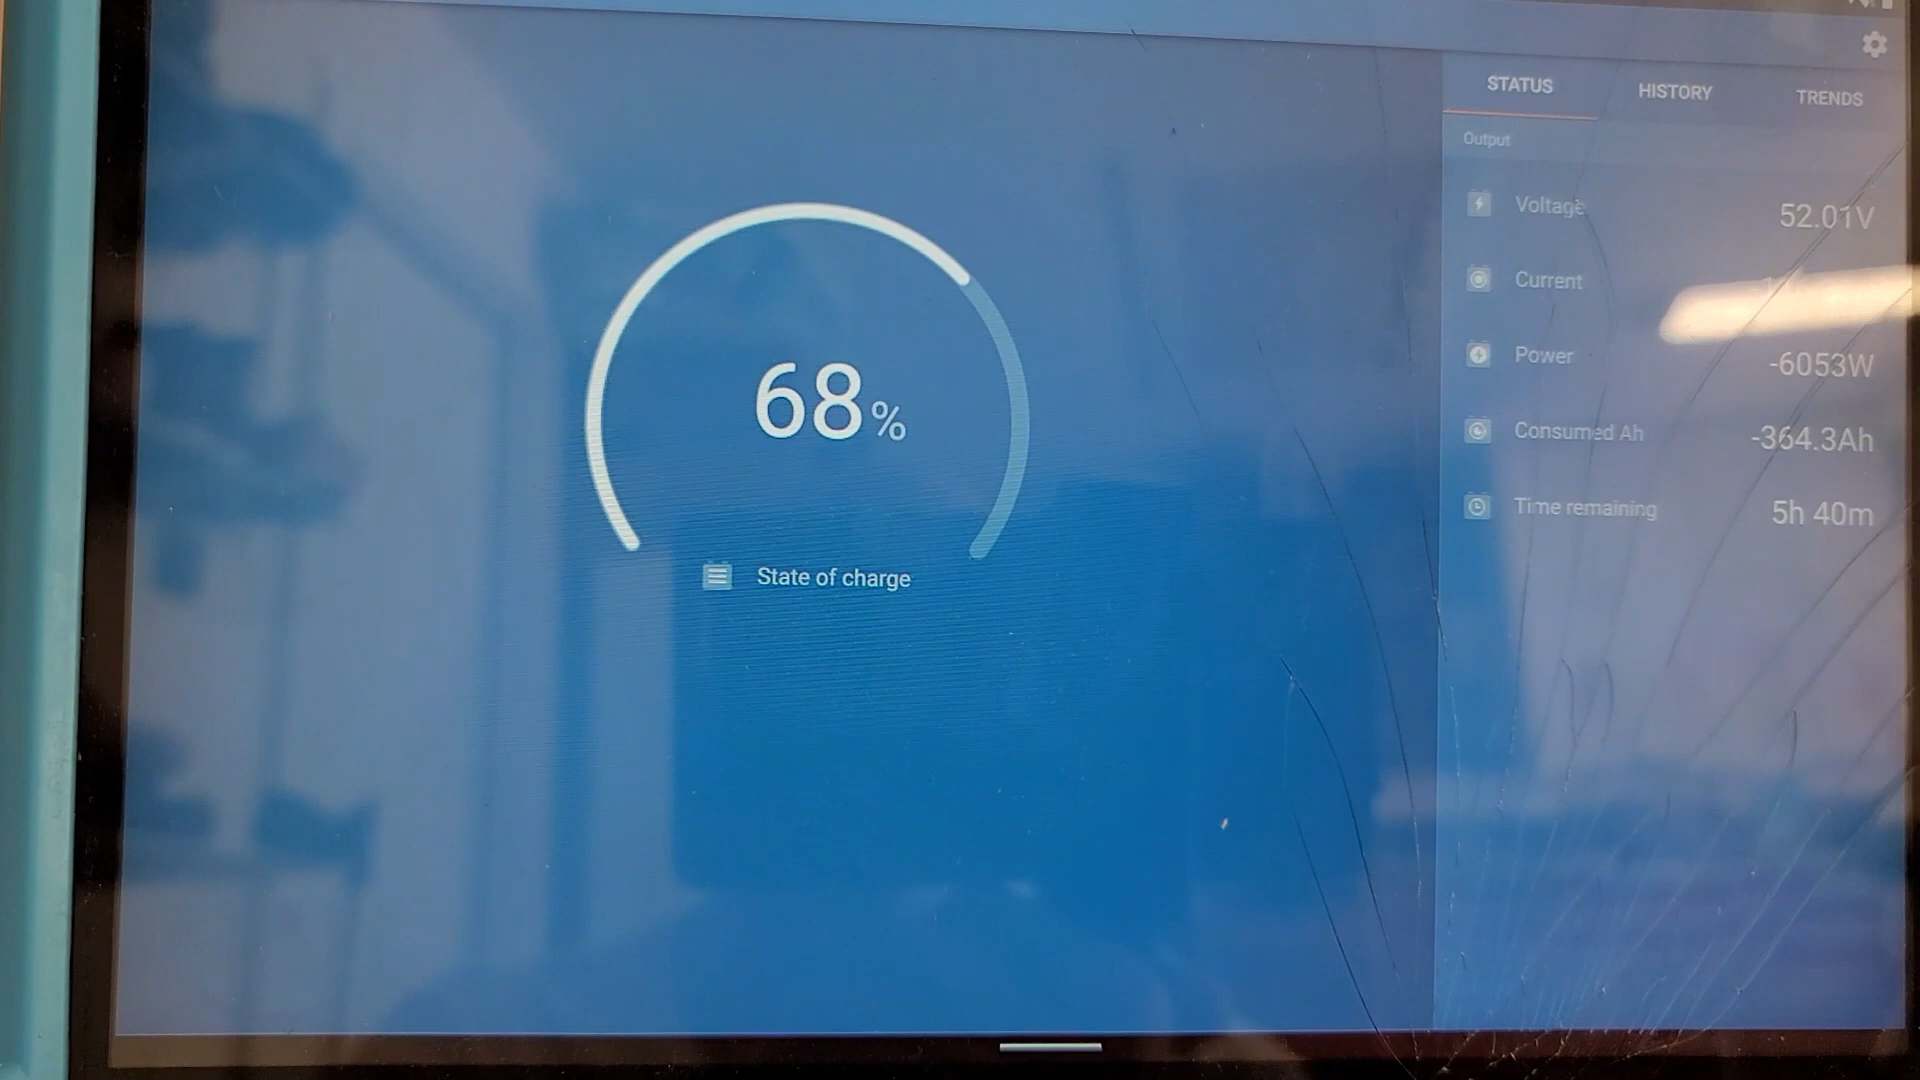 STATUS HISTORY TRENDS
Output
Voltage 52.01V
Current
Power -6053W
Consumed Ah -364.3Ah
Time remaining 5h 40m
68%
State of charge